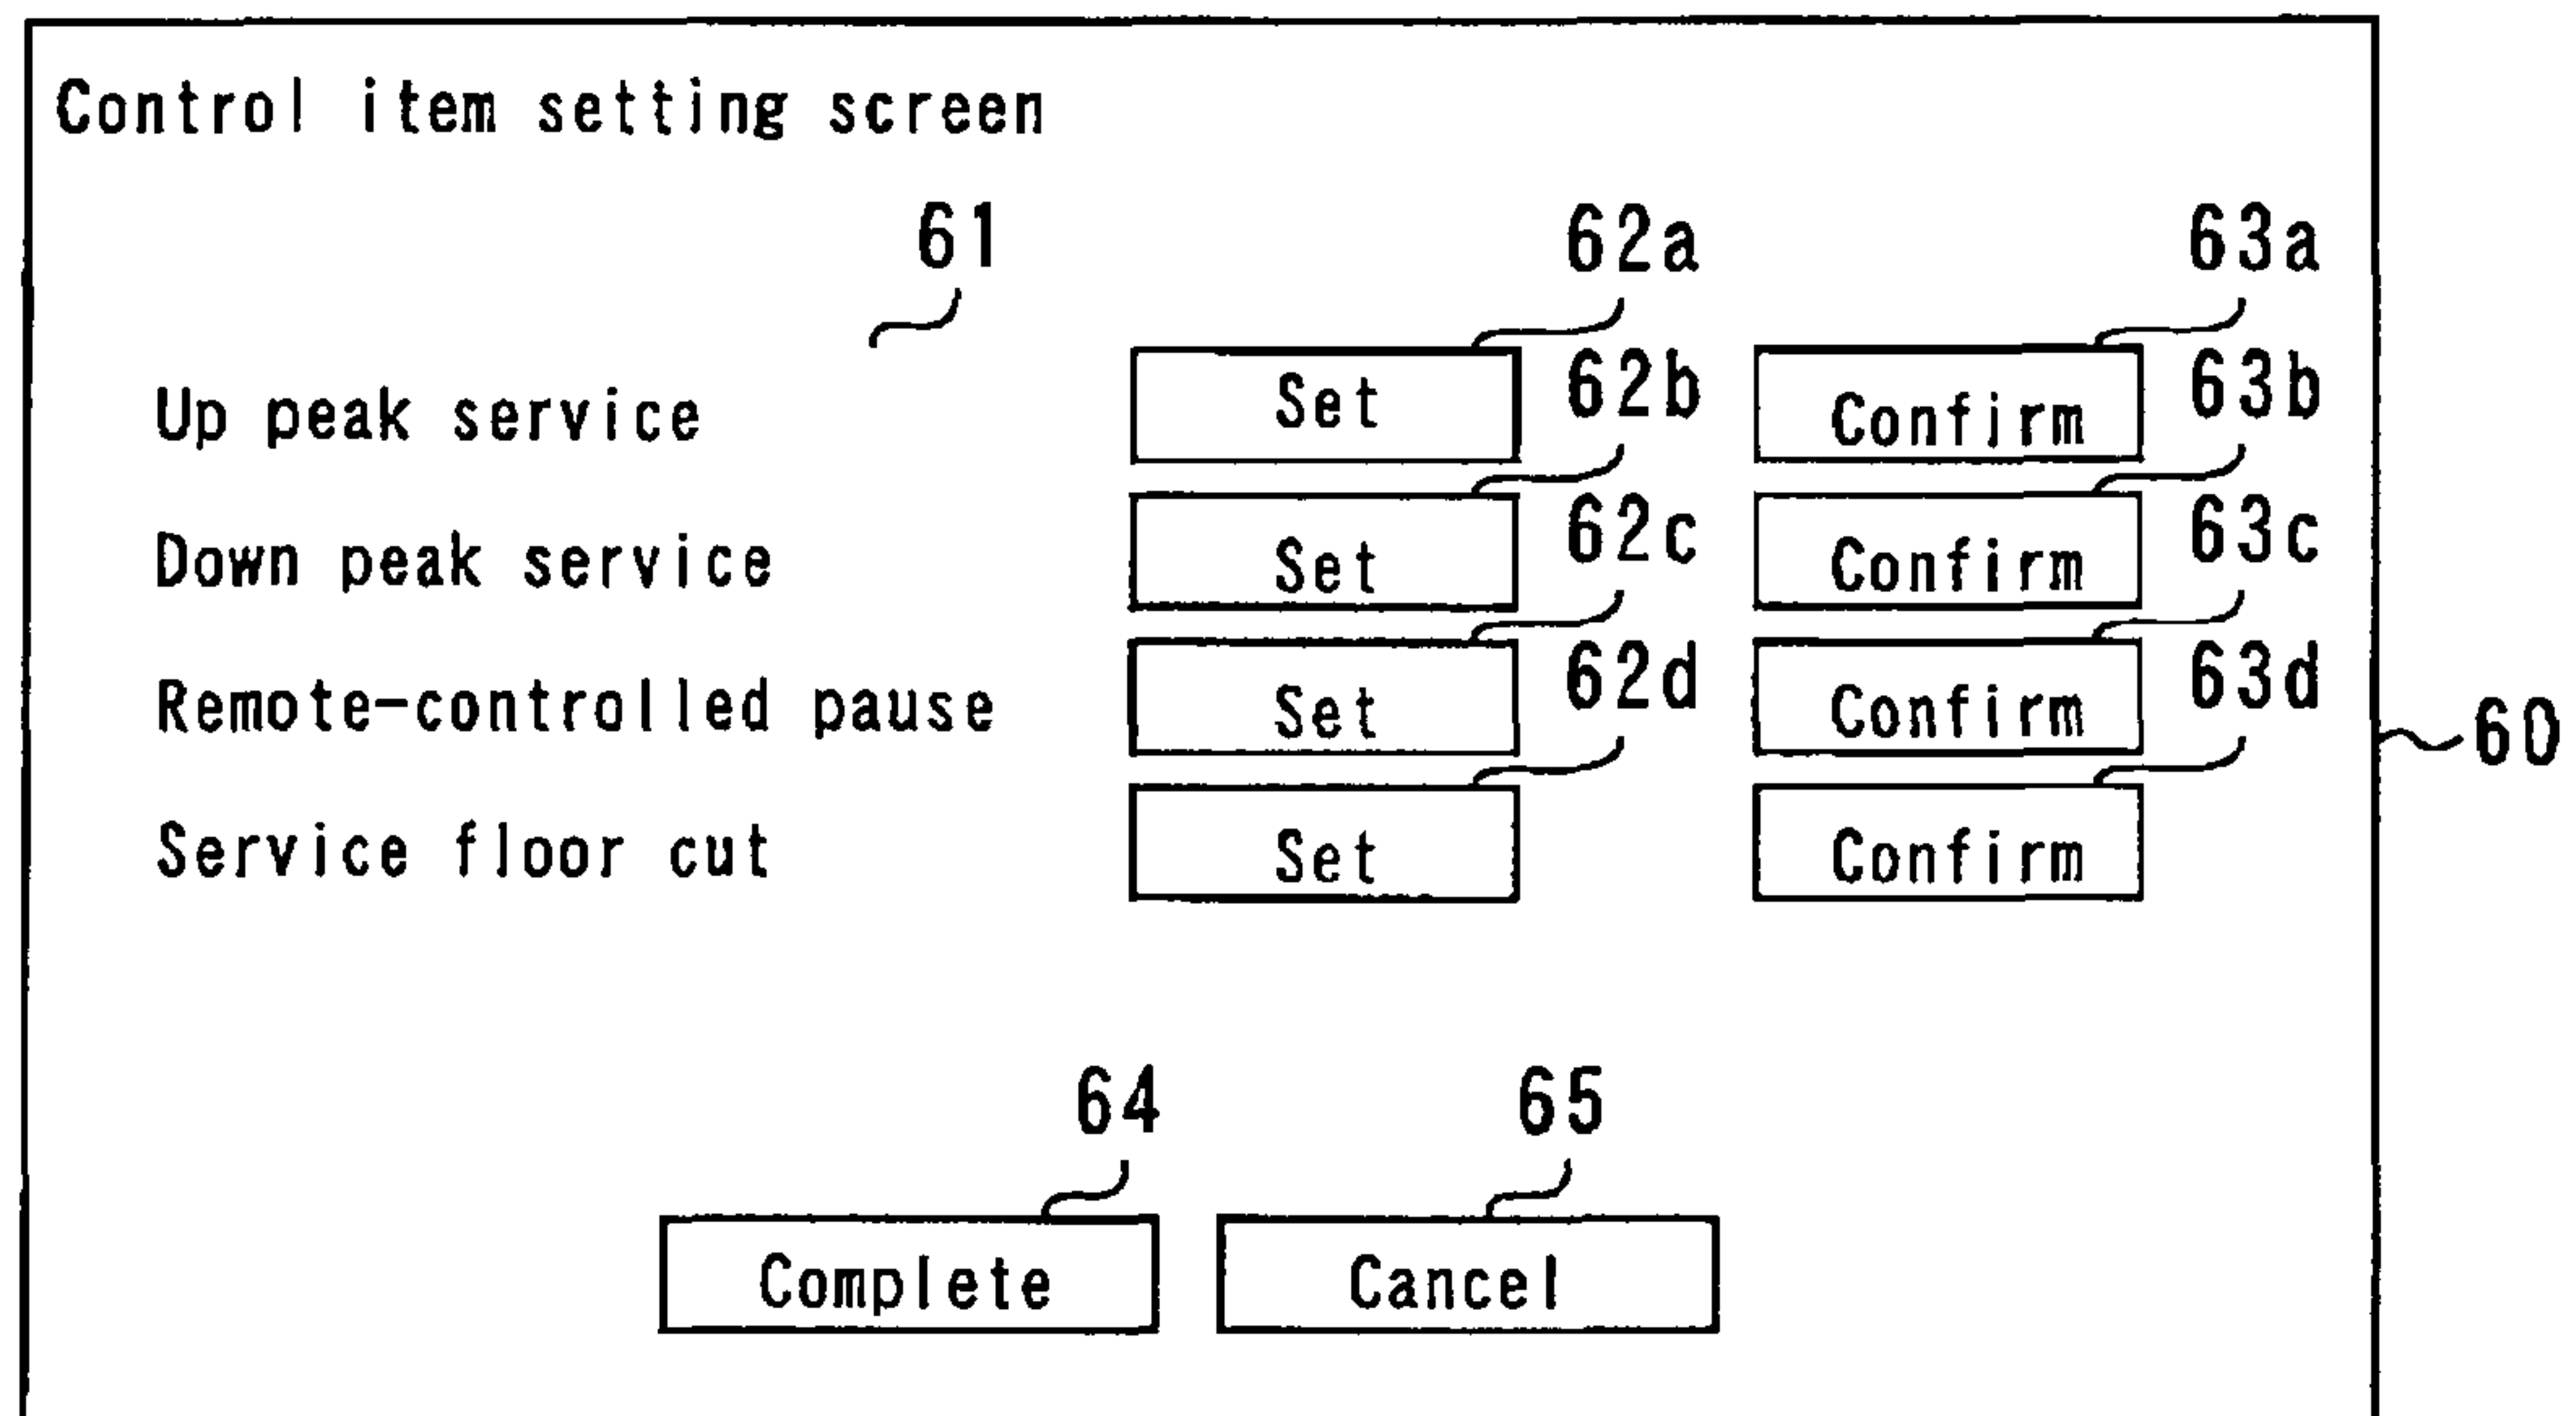 Control item setting screen
61 62a 63a
Up peak service Set 62b Confirm 63b
Down peak service Set 62c Confirm 63c
Remote-controlled pause Set 62d Confirm 63d
60
Service floor cut Set Confirm
64 65
Complete Cancel